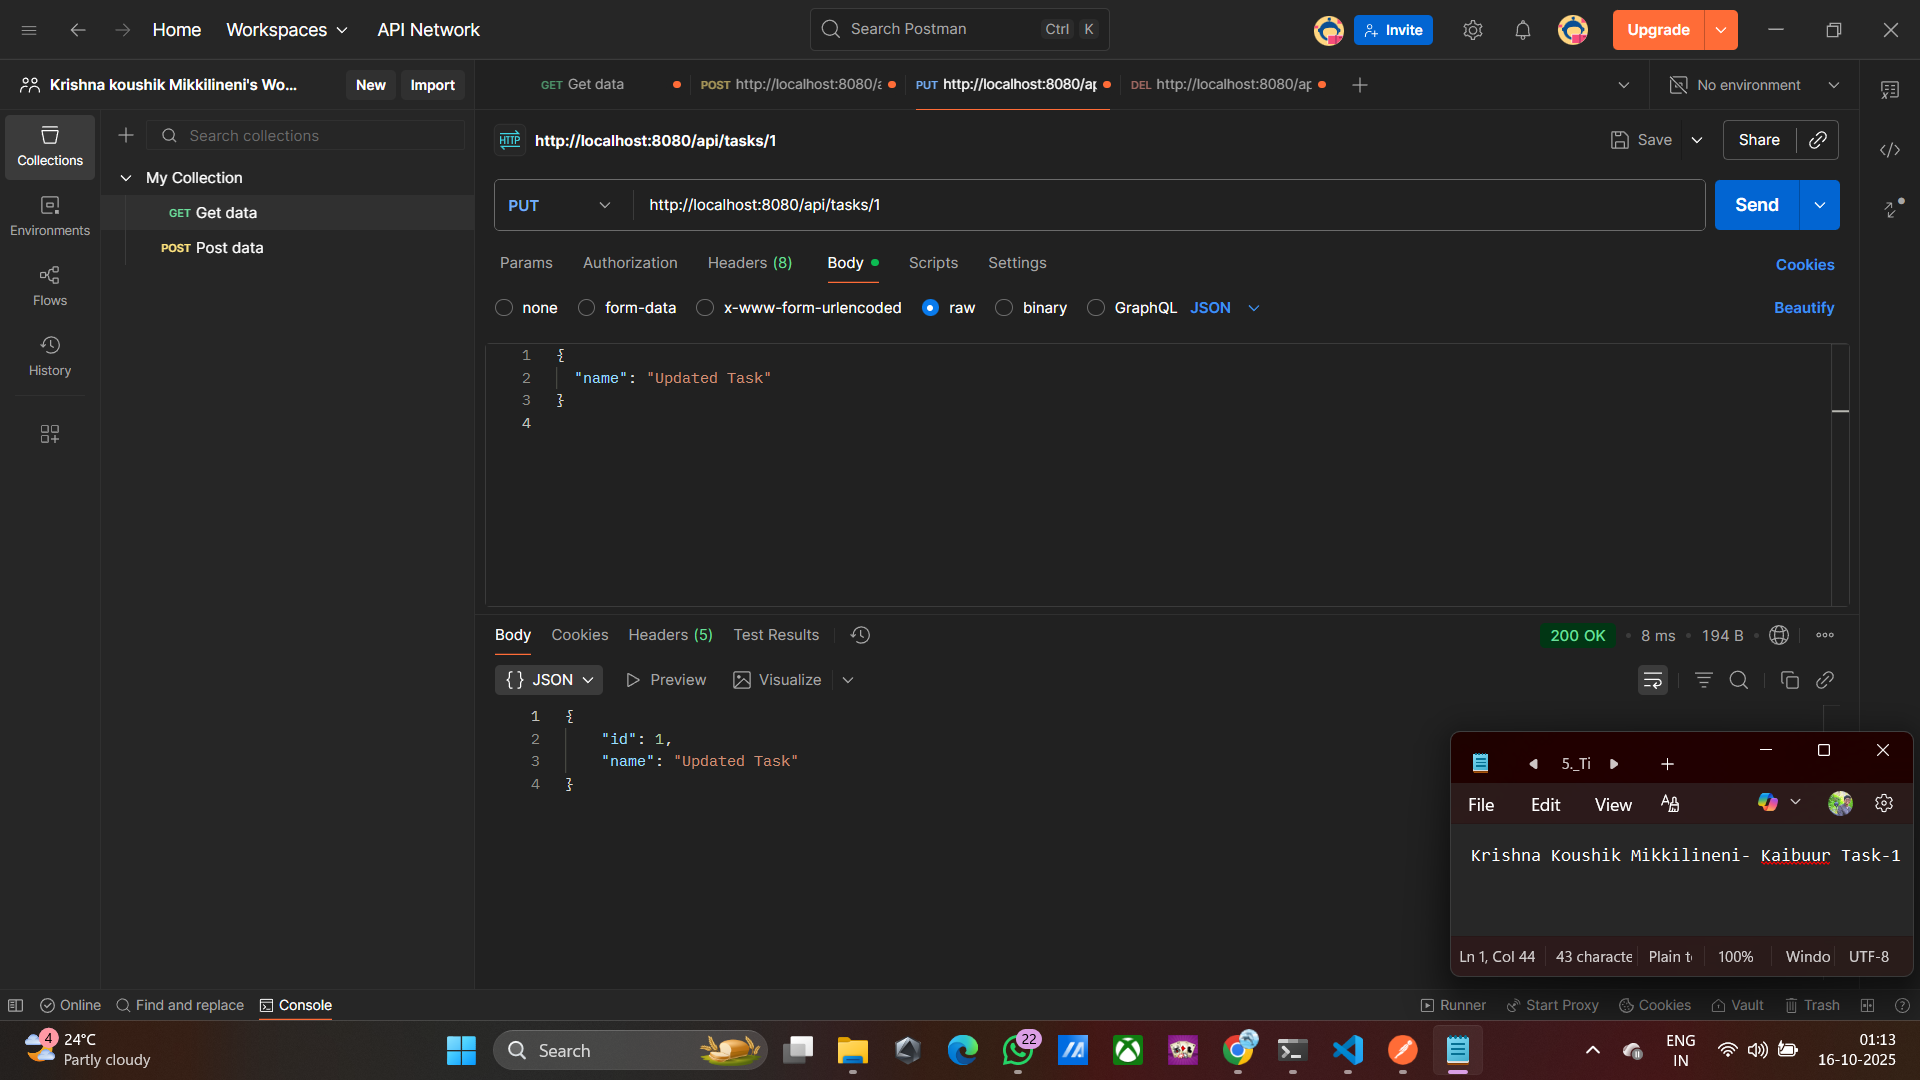 Home
Workspaces
API Network
Search Postman
Ctrl
K
Invite
Upgrade
Krishna koushik Mikkilineni's Wo...
New
Import
GET Get data
POST http://localhost:8080/a
PUT http://localhost:8080/ap
DEL http://localhost:8080/ap
No environment
Collections
Environments
Flows
History
Search collections
My Collection
GET Get data
POST Post data
HTTP
http://localhost:8080/api/tasks/1
Save
Share
PUT
http://localhost:8080/api/tasks/1
Send
Params
Authorization
Headers (8)
Body
Scripts
Settings
Cookies
none
form-data
x-www-form-urlencoded
raw
binary
GraphQL
JSON
Beautify
1 {
2 "name": "Updated Task"
3 }
4
Body
Cookies
Headers (5)
Test Results
200 OK
8 ms
194 B
{} JSON
Preview
Visualize
1 {
2 "id": 1,
3 "name": "Updated Task"
4 }
5._Ti
File
Edit
View
Krishna Koushik Mikkilineni- Kaibuur Task-1
Ln 1, Col 44
43 characte
Plain t
100%
Windo
UTF-8
Online
Find and replace
Console
Runner
Start Proxy
Cookies
Vault
Trash
4
24°C
Partly cloudy
Search
22
ENG
IN
01:13
16-10-2025